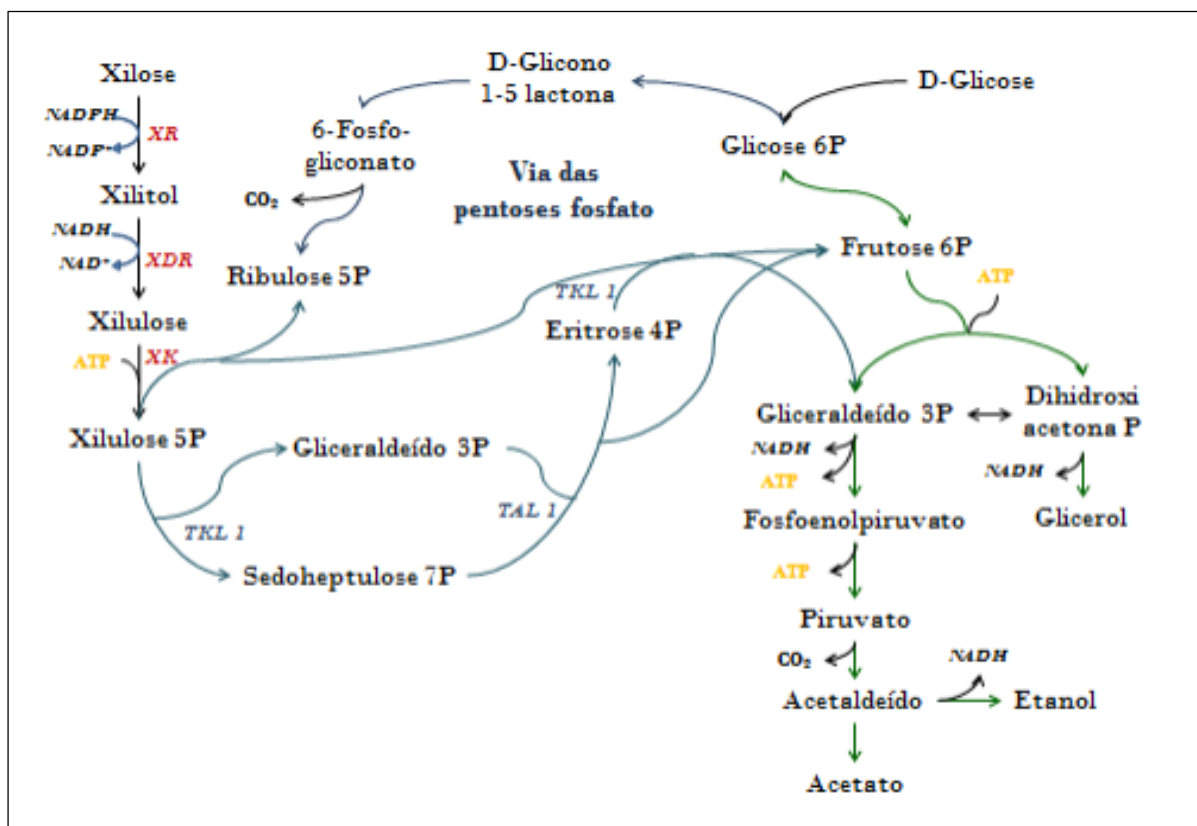 D-Glicono
1-5 lactona
D-Glicose
Xilose
NADPH
XR
NADP+
6-Fosfo-
gliconato
Glicose 6P
Via das
pentoses fosfato
CO₂
Xilitol
NADH
XDR
NAD+
Ribulose 5P
Frutose 6P
TKL 1
ATP
Xilulose
Eritrose 4P
ATP
XK
Dihidroxi
acetona P
Gliceraldeído 3P
Xilulose 5P
Gliceraldeído 3P
NADH
ATP
NADH
TKL 1
TAL 1
Fosfoenolpiruvato
Glicerol
Sedoheptulose 7P
ATP
Piruvato
CO₂
NADH
Acetaldeído
Etanol
Acetato